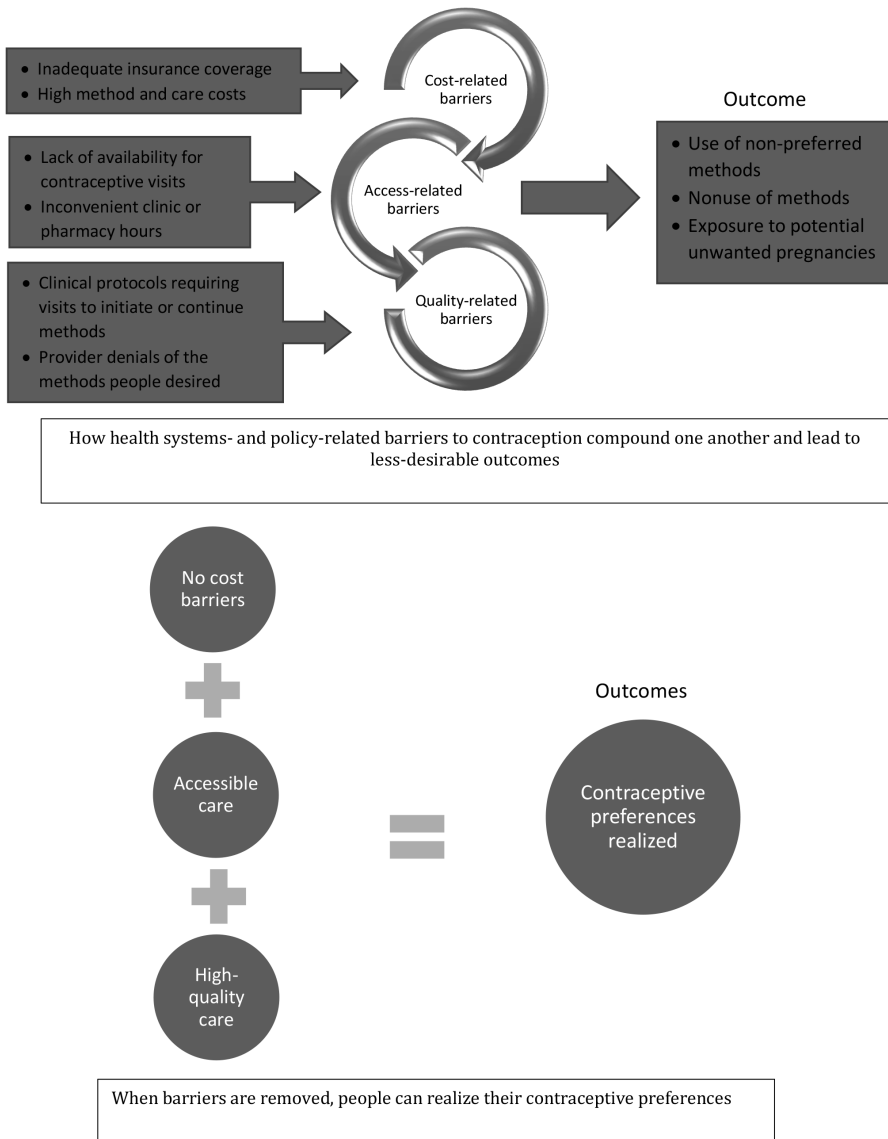 • Inadequate insurance coverage
• High method and care costs
Cost-related
barriers
• Lack of availability for
contraceptive visits
• Inconvenient clinic or
pharmacy hours
Access-related
barriers
• Clinical protocols requiring
visits to initiate or continue
methods
• Provider denials of the
methods people desired
Quality-related
barriers
Outcome
• Use of non-preferred
methods
• Nonuse of methods
• Exposure to potential
unwanted pregnancies
How health systems- and policy-related barriers to contraception compound one another and lead to
less-desirable outcomes
No cost
barriers
Accessible
care
High-
quality
care
Outcomes
Contraceptive
preferences
realized
When barriers are removed, people can realize their contraceptive preferences